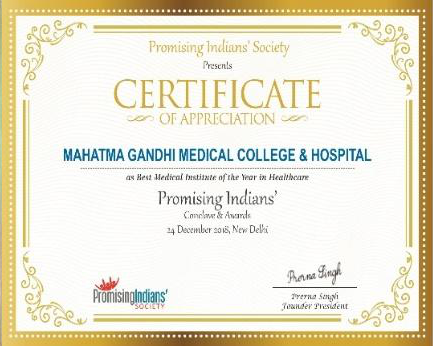 Promising Indians' Society
Presents
CERTIFICATE
OF APPRECIATION
MAHATMA GANDHI MEDICAL COLLEGE & HOSPITAL
as Best Medical Institute of the Year in Healthcare
Promising Indians'
Conclave & Awards
24 December 2018, New Delhi
PromisingIndians'
SOCIETY
Prerna Singh
Prerna Singh
Founder President